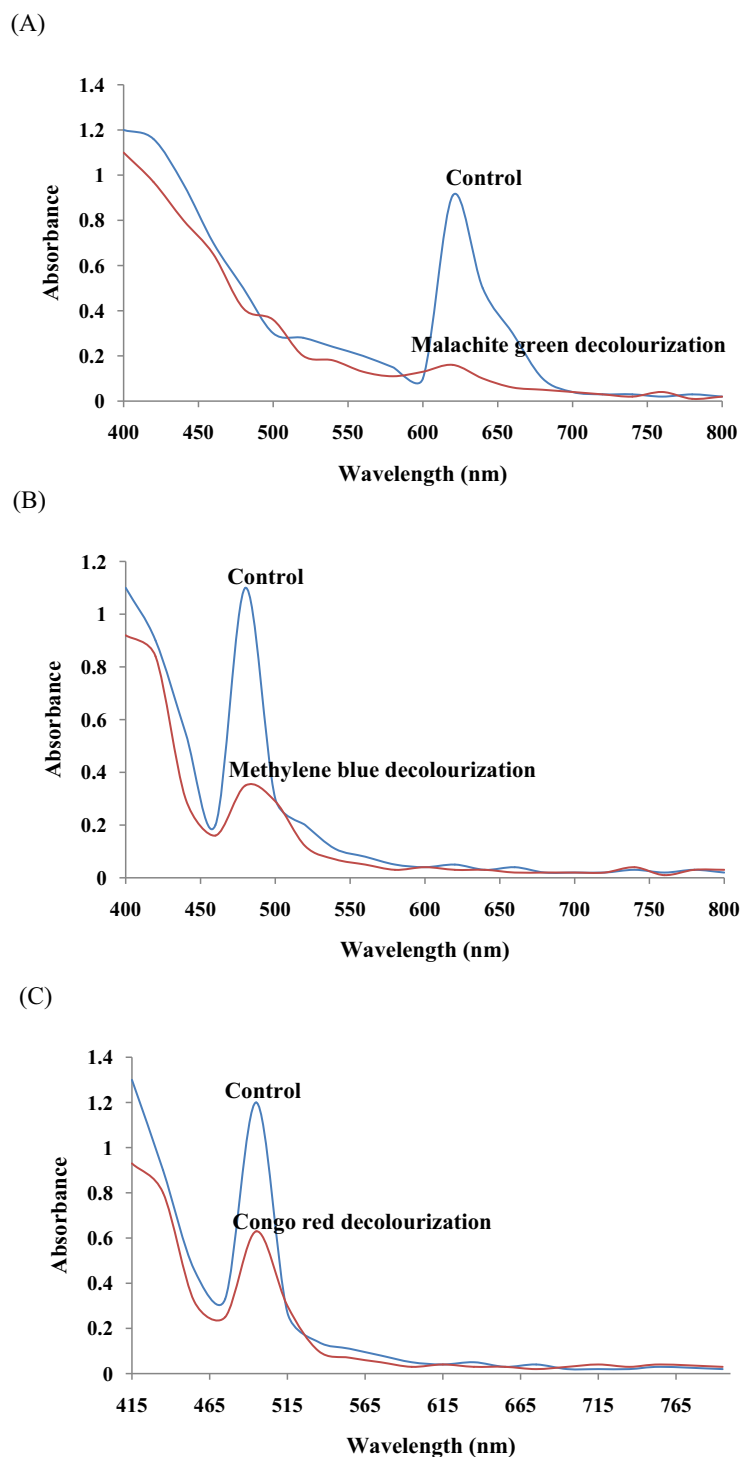 (A)
1.4
1.2
1
0.8
0.6
0.4
0.2
0
Absorbance
Control
Malachite green decolourization
400 450 500 550 600 650 700 750 800
Wavelength (nm)
(B)
1.2
1
0.8
0.6
0.4
0.2
0
Absorbance
Control
Methylene blue decolourization
400 450 500 550 600 650 700 750 800
Wavelength (nm)
(C)
1.4
1.2
1
0.8
0.6
0.4
0.2
0
Absorbance
Control
Congo red decolourization
415 465 515 565 615 665 715 765
Wavelength (nm)